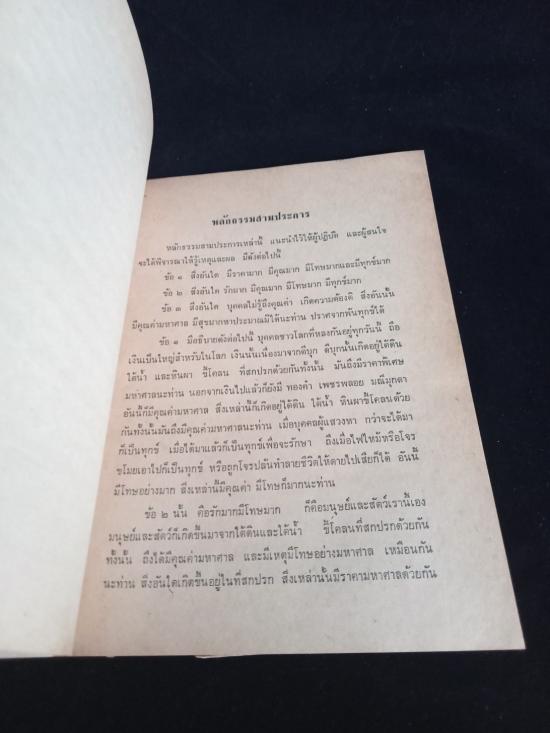 หลักธรรมสามประการ
หลักธรรมสามประการเหล่านี้ แนะนำไว้ให้ผู้ปฏิบัติ และผู้สนใจ
จะได้พิจารณาให้รู้เหตุและผล มีดังต่อไปนี้
ข้อ ๑ สิ่งอันใด มีราคามาก มีคุณมาก มีโทษมากและมีทุกข์มาก
ข้อ ๒ สิ่งอันใด รักมาก มีคุณมาก มีโทษมาก มีทุกข์มาก
ข้อ ๓ สิ่งอันใด บุคคลไม่รู้ถึงคุณค่า เกิดความต้องดี สิ่งอันนั้น
มีคุณค่ามหาศาล มีสุขมากหาประมาณมิได้นะท่าน ปราศจากพ้นทุกข์ได้
ข้อ ๑ มีอธิบายดังต่อไปนี้ บุคคลชาวโลกที่หลงกันอยู่ทุกวันนี้ ถือ
เงินเป็นใหญ่สำหรับในโลก เงินนั้นเนื่องมาจากดีบุก ดีบุกนั้นเกิดอยู่ใต้ดิน
ใต้น้ำ และหินผา ขี้โคลน ที่สกปรกด้วยกันทั้งนั้น มันถึงมีราคาพิเศษ
มหาศาลนะท่าน นอกจากเงินไปแล้วก็ยังมี ทองคำ เพชรพลอย มณีมุกดา
อันนี้ก็มีคุณค่ามหาศาล สิ่งเหล่านี้ก็เกิดอยู่ใต้ดิน ใต้น้ำ หินผาขี้โคลนด้วย
กันทั้งนั้นมันถึงมีคุณค่ามหาศาลนะท่าน เมื่อบุคคลผู้แสวงหา กว่าจะได้มา
ก็เป็นทุกข์ เมื่อได้มาแล้วก็เป็นทุกข์เพื่อจะรักษา ถึงเมื่อไฟไหม้หรือโจร
ขโมยเอาไปก็เป็นทุกข์ หรือถูกโจรปล้นทำลายชีวิตให้ตายไปเสียก็ได้ อันนี้
มีโทษอย่างมาก สิ่งเหล่านี้มีคุณค่า มีโทษก็มากนะท่าน
ข้อ ๒ นั้น คือรักมากมีโทษมาก ก็คือมนุษย์และสัตว์เรานี้เอง
มนุษย์และสัตว์ก็เกิดขึ้นมาจากใต้ดินและใต้น้ำ ขี้โคลนที่สกปรกด้วยกัน
ทั้งนั้น ถึงได้มีคุณค่ามหาศาล และมีเหตุมีโทษอย่างมหาศาล เหมือนกัน
นะท่าน สิ่งอันใดเกิดขึ้นอยู่ในที่สกปรก สิ่งเหล่านั้นมีราคามหาศาลด้วยกัน